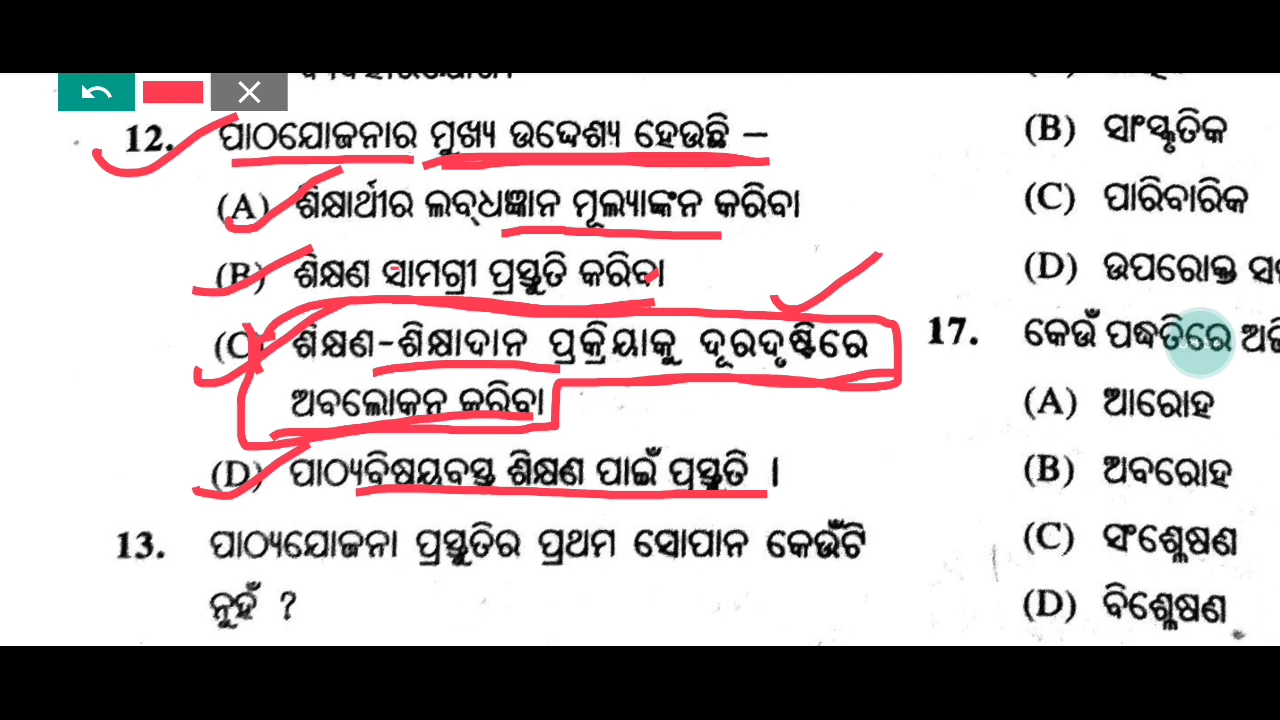 12. ପାଠଯୋଜନାର ମୁଖ୍ୟ ଉଦ୍ଦେଶ୍ୟ ହେଉଛି –
(A) ଶିକ୍ଷାର୍ଥୀର ଲବ୍ଧଜ୍ଞାନ ମୂଲ୍ୟାଙ୍କନ କରିବା
(B) ଶିକ୍ଷଣ ସାମଗ୍ରୀ ପ୍ରସ୍ତୁତି କରିବା
(C) ଶିକ୍ଷଣ-ଶିକ୍ଷାଦାନ ପ୍ରକ୍ରିୟାକୁ ଦୂରଦୃଷ୍ଟିରେ
ଅବଲୋକନ କରିବା
(D) ପାଠ୍ୟବିଷୟବସ୍ତୁ ଶିକ୍ଷଣ ପାଇଁ ପ୍ରସ୍ତୁତି ।
13. ପାଠ୍ୟଯୋଜନା ପ୍ରସ୍ତୁତିର ପ୍ରଥମ ସୋପାନ କେଉଁଟି
ନୁହଁ ?
(B) ସାଂସ୍କୃତିକ
(C) ପାରିବାରିକ
(D) ଉପରୋକ୍ତ
17. କେଉଁ ପଦ୍ଧତିରେ
(A) ଆରୋହ
(B) ଅବରୋହ
(C) ସଂଶ୍ଳେଷଣ
(D) ବିଶ୍ଳେଷଣ